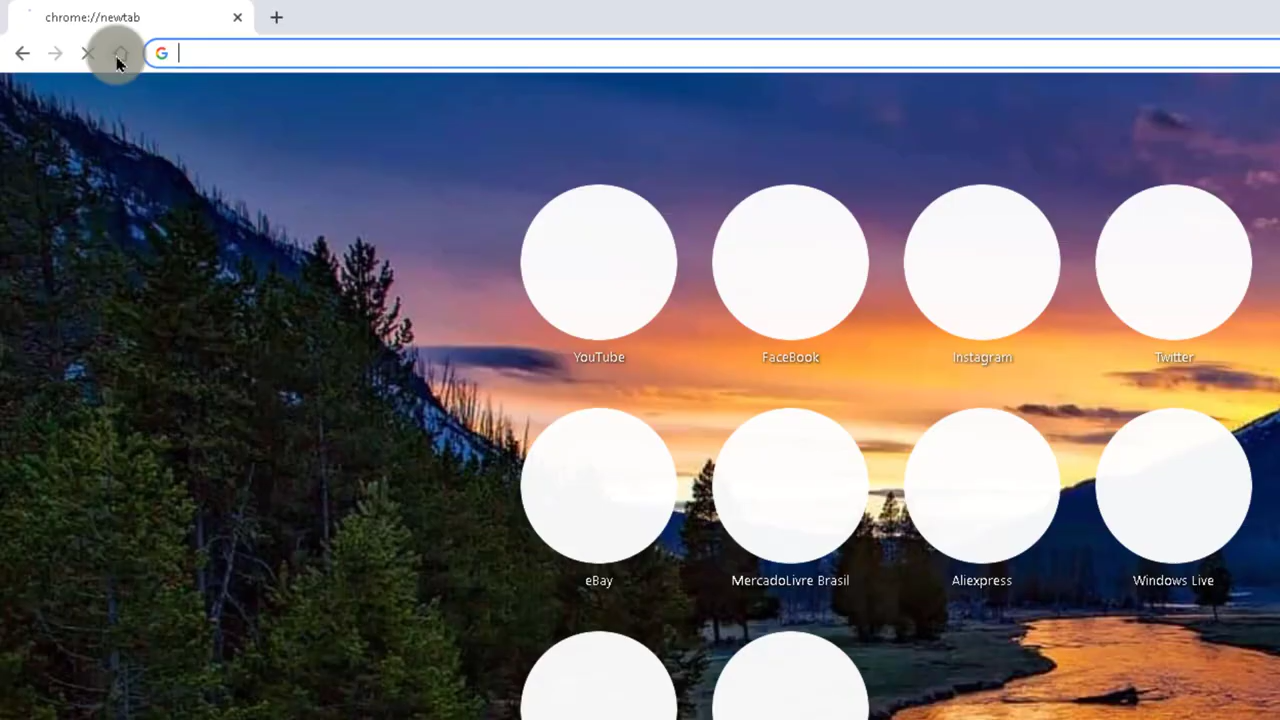 chrome://newtab
YouTube
FaceBook
Instagram
Twitter
eBay
MercadoLivre Brasil
Aliexpress
Windows Live